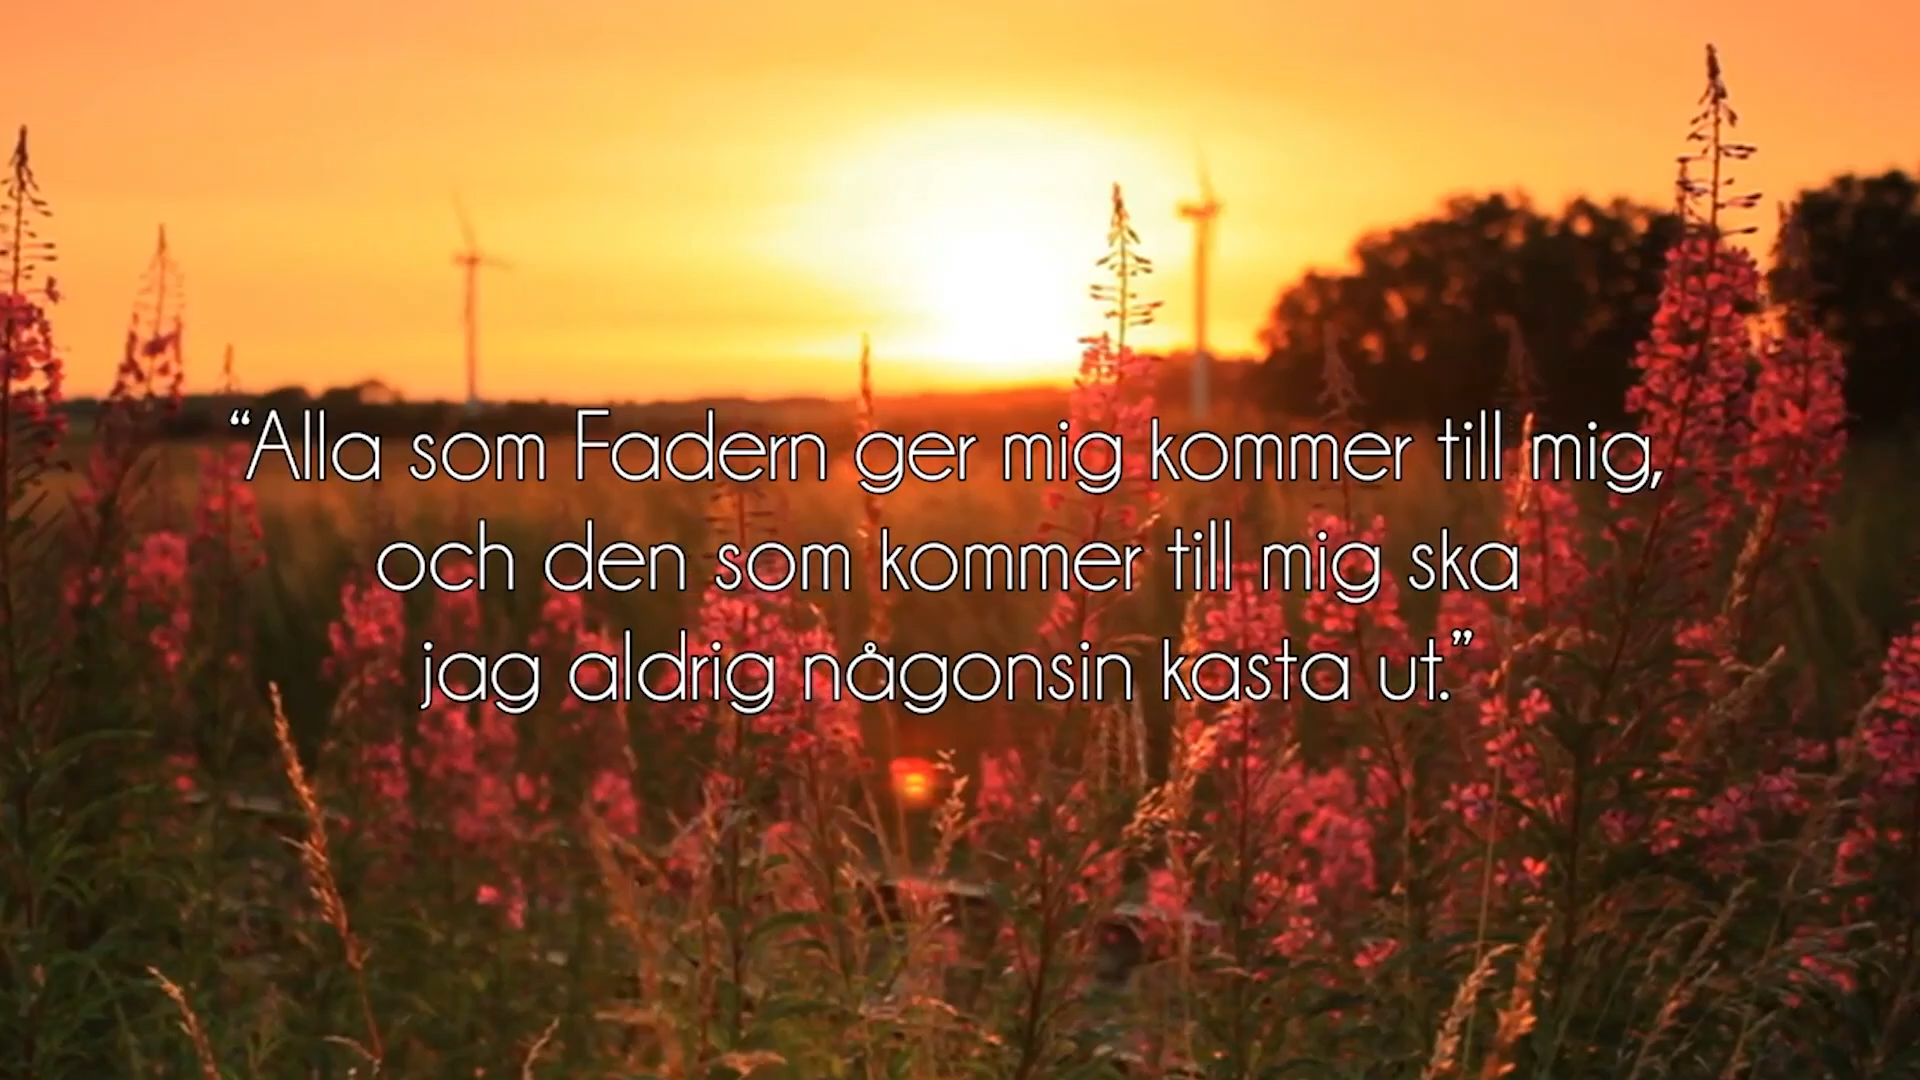 “Alla som Fadern ger mig kommer till mig,
och den som kommer till mig ska
jag aldrig någonsin kasta ut.”